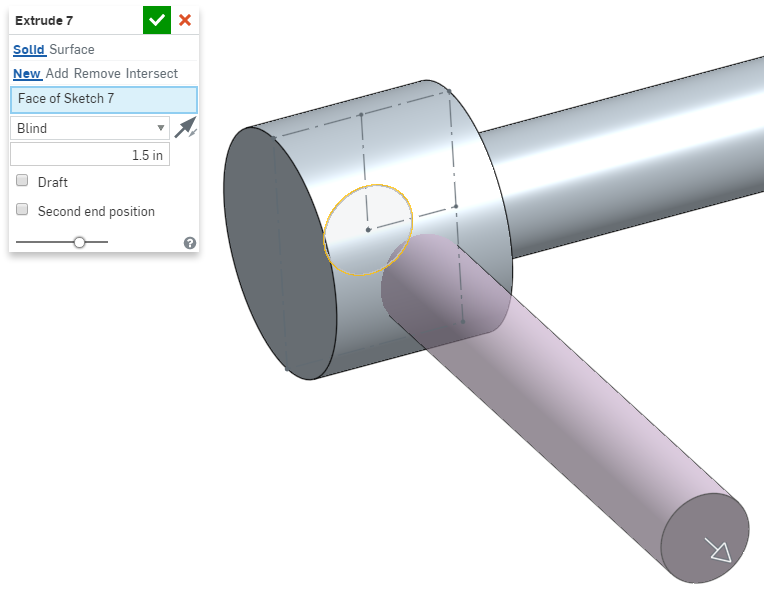 Extrude 7
Solid Surface
New Add Remove Intersect
Face of Sketch 7
Blind
1.5 in
Draft
Second end position
?